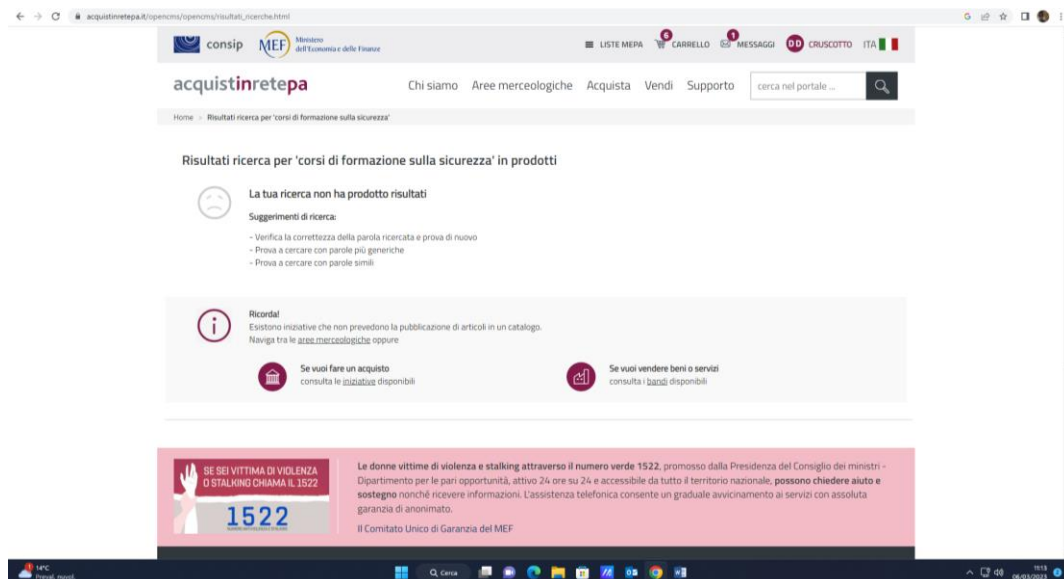 acquistinretepa.it/opencms/opencms/risultati_ricerche.html
consip MEF Ministero dell'Economia e delle Finanze
LISTE MEPA 6 CARRELLO 1 MESSAGGI DD CRUSCOTTO ITA
acquistinretepa Chi siamo Aree merceologiche Acquista Vendi Supporto cerca nel portale ...
Home > Risultati ricerca per 'corsi di formazione sulla sicurezza'
Risultati ricerca per 'corsi di formazione sulla sicurezza' in prodotti
La tua ricerca non ha prodotto risultati
Suggerimenti di ricerca:
- Verifica la correttezza della parola ricercata e prova di nuovo
- Prova a cercare con parole più generiche
- Prova a cercare con parole simili
Ricorda!
Esistono iniziative che non prevedono la pubblicazione di articoli in un catalogo.
Naviga tra le aree merceologiche oppure
Se vuoi fare un acquisto
consulta le iniziative disponibili
Se vuoi vendere beni o servizi
consulta i bandi disponibili
SE SEI VITTIMA DI VIOLENZA
O STALKING CHIAMA IL 1522
1522
Le donne vittime di violenza e stalking attraverso il numero verde 1522, promosso dalla Presidenza del Consiglio dei ministri -
Dipartimento per le pari opportunità, attivo 24 ore su 24 e accessibile da tutto il territorio nazionale, possono chiedere aiuto e
sostegno nonché ricevere informazioni. L'assistenza telefonica consente un graduale avvicinamento ai servizi con assoluta
garanzia di anonimato.
Il Comitato Unico di Garanzia del MEF
1 14°C
Preval. nuvol.
Cerca
11:13
06/03/2023